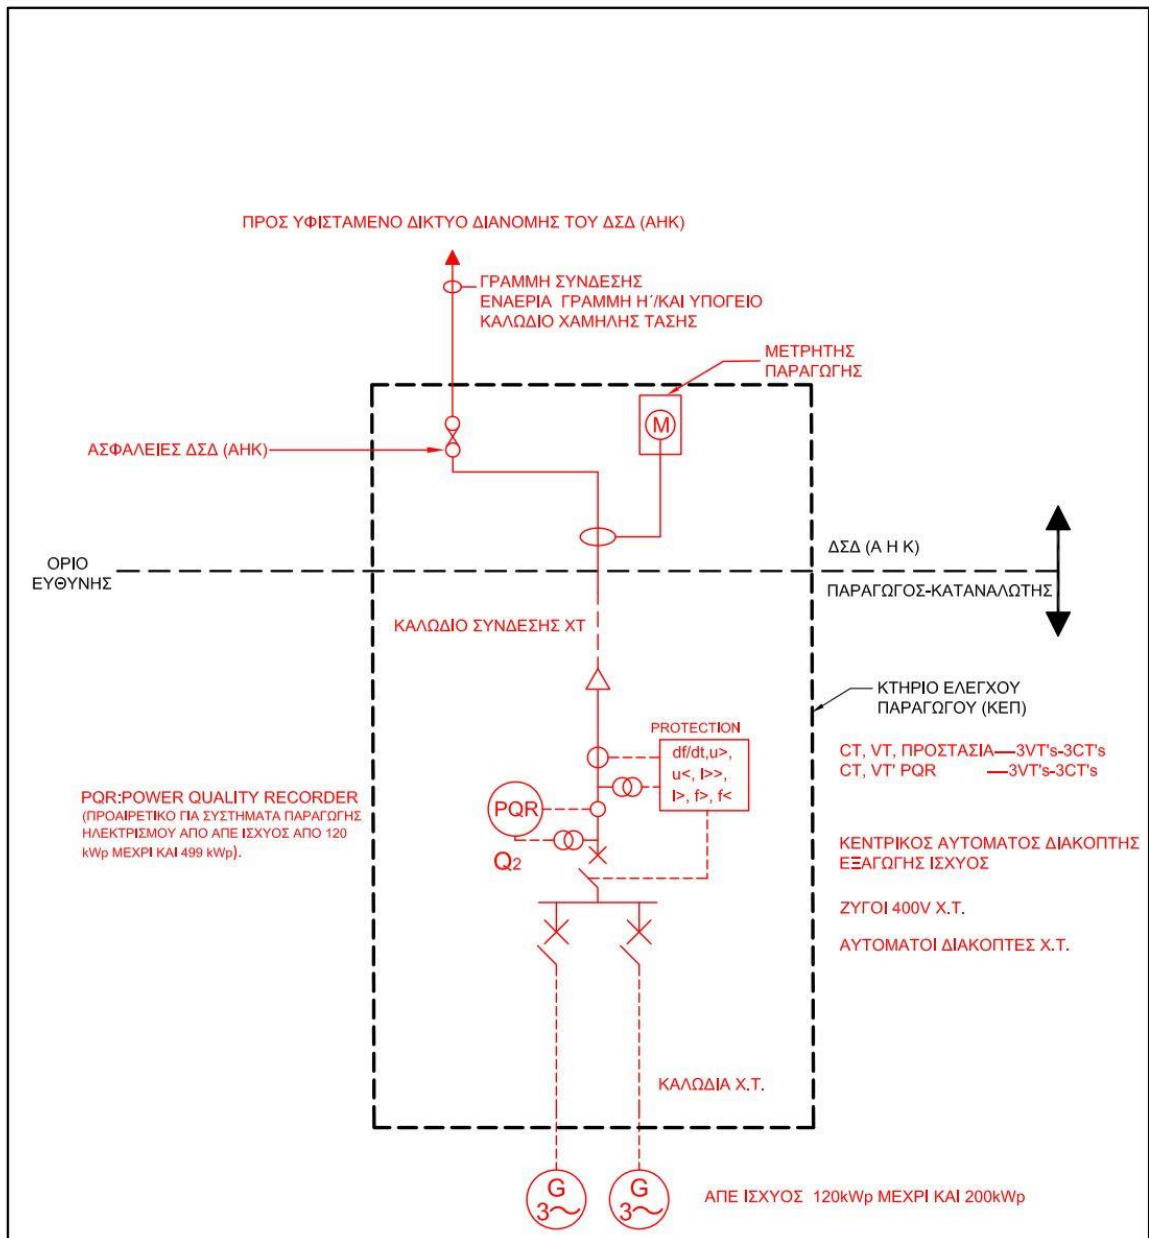 ΠΡΟΣ ΥΦΙΣΤΑΜΕΝΟ ΔΙΚΤΥΟ ΔΙΑΝΟΜΗΣ ΤΟΥ ΔΣΔ (ΑΗΚ)
ΓΡΑΜΜΗ ΣΥΝΔΕΣΗΣ
ΕΝΑΕΡΙΑ ΓΡΑΜΜΗ Η΄/ΚΑΙ ΥΠΟΓΕΙΟ
ΚΑΛΩΔΙΟ ΧΑΜΗΛΗΣ ΤΑΣΗΣ
ΜΕΤΡΗΤΗΣ
ΠΑΡΑΓΩΓΗΣ
M
ΑΣΦΑΛΕΙΕΣ ΔΣΔ (ΑΗΚ)
ΔΣΔ (Α Η Κ)
ΟΡΙΟ
ΕΥΘΥΝΗΣ
ΠΑΡΑΓΩΓΟΣ-ΚΑΤΑΝΑΛΩΤΗΣ
ΚΑΛΩΔΙΟ ΣΥΝΔΕΣΗΣ ΧΤ
ΚΤΗΡΙΟ ΕΛΕΓΧΟΥ
ΠΑΡΑΓΩΓΟΥ (ΚΕΠ)
PROTECTION
df/dt,u>,
u<, I>>,
I>, f>, f<
CT, VT, ΠΡΟΣΤΑΣΙΑ—3VT's-3CT's
CT, VT' PQR —3VT's-3CT's
PQR:POWER QUALITY RECORDER
(ΠΡΟΑΙΡΕΤΙΚΟ ΓΙΑ ΣΥΣΤΗΜΑΤΑ ΠΑΡΑΓΩΓΗΣ
ΗΛΕΚΤΡΙΣΜΟΥ ΑΠΟ ΑΠΕ ΙΣΧΥΟΣ ΑΠΟ 120
kWp ΜΕΧΡΙ ΚΑΙ 499 kWp).
PQR
Q2
ΚΕΝΤΡΙΚΟΣ ΑΥΤΟΜΑΤΟΣ ΔΙΑΚΟΠΤΗΣ
ΕΞΑΓΩΓΗΣ ΙΣΧΥΟΣ
ΖΥΓΟΙ 400V Χ.Τ.
ΑΥΤΟΜΑΤΟΙ ΔΙΑΚΟΠΤΕΣ Χ.Τ.
ΚΑΛΩΔΙΑ Χ.Τ.
G
3~
G
3~
ΑΠΕ ΙΣΧΥΟΣ 120kWp ΜΕΧΡΙ ΚΑΙ 200kWp